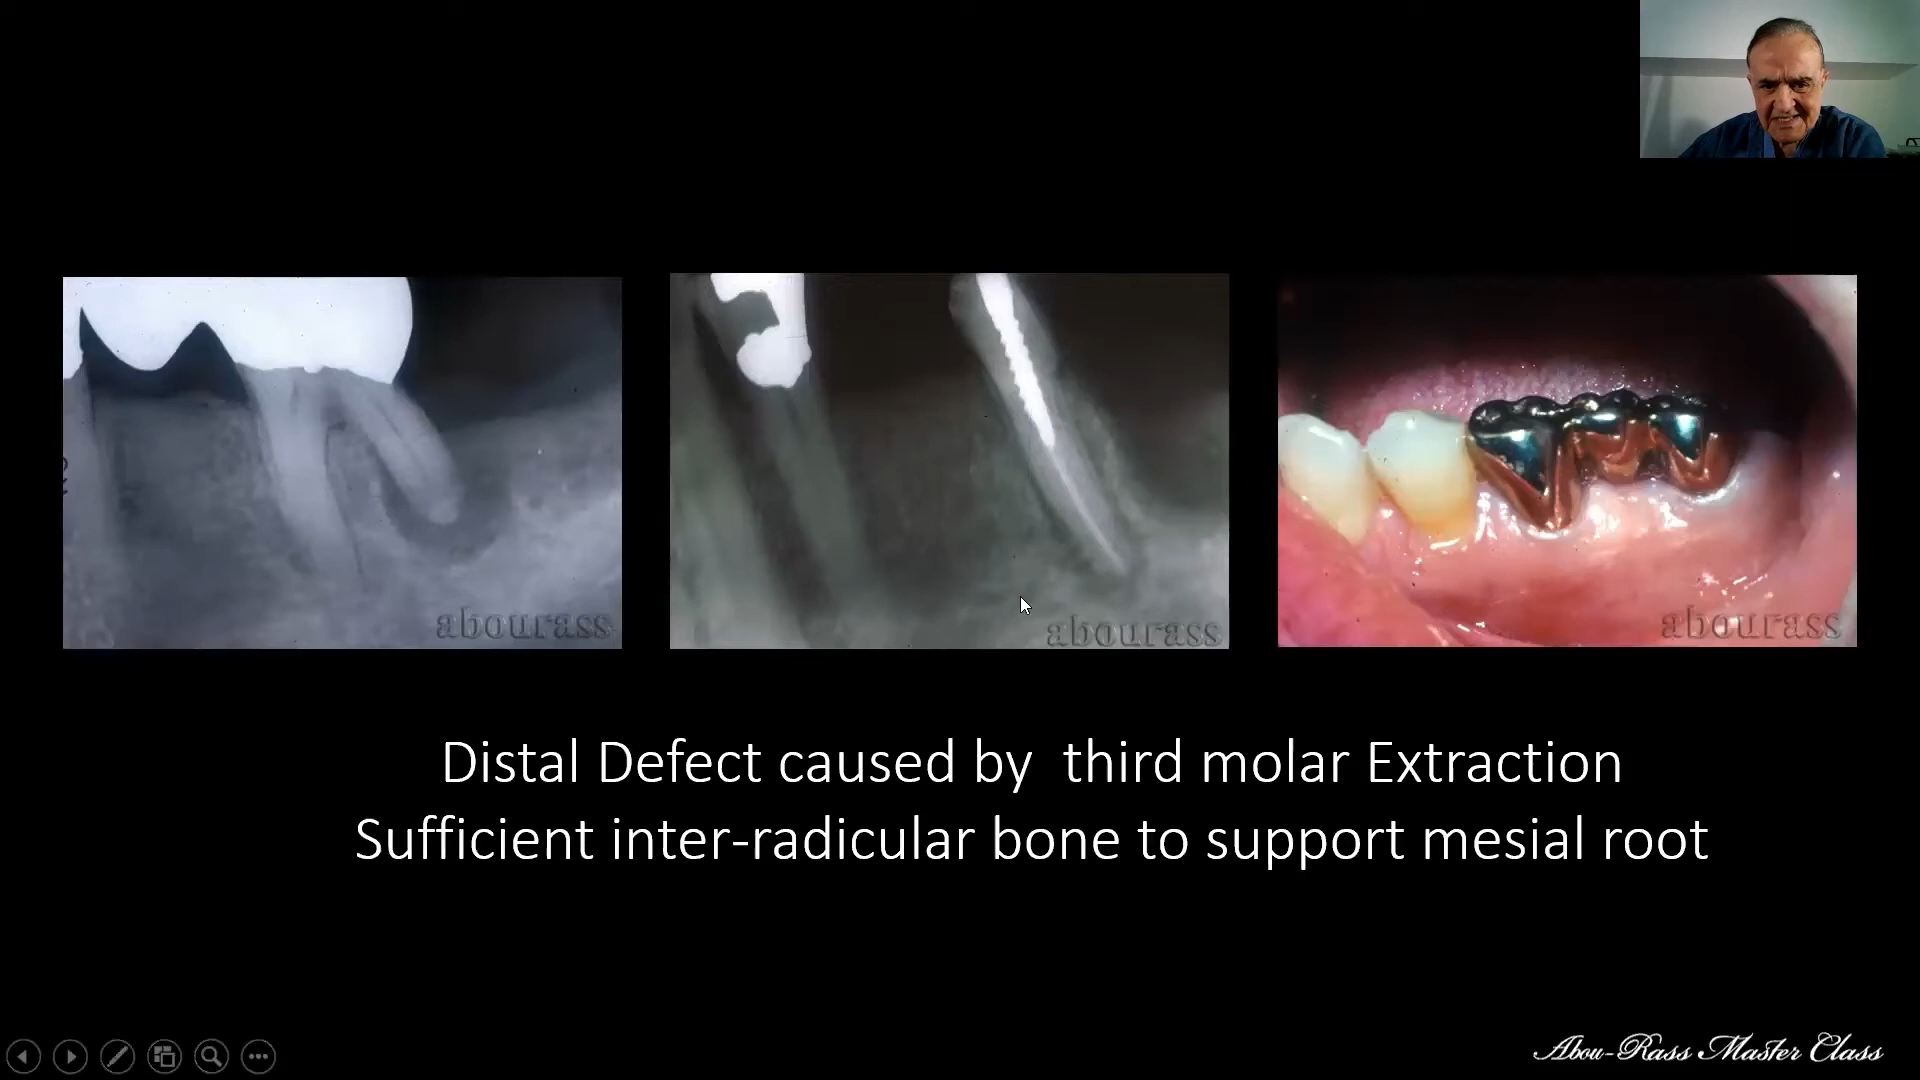 abourass
abourass
abourass
Distal Defect caused by third molar Extraction
Sufficient inter-radicular bone to support mesial root
Abou-Rass Master Class